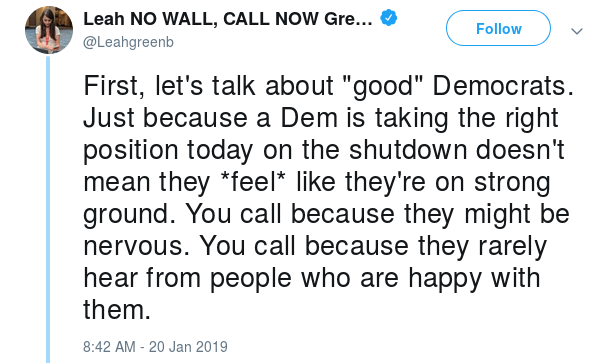 Leah NO WALL, CALL NOW Gre...
@Leahgreenb
Follow
First, let's talk about "good" Democrats.
Just because a Dem is taking the right
position today on the shutdown doesn't
mean they *feel* like they're on strong
ground. You call because they might be
nervous. You call because they rarely
hear from people who are happy with
them.
8:42 AM - 20 Jan 2019